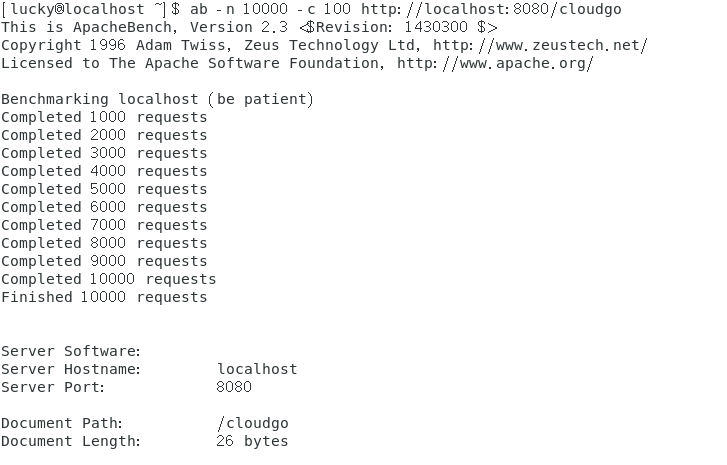 [lucky@localhost ~]$ ab -n 10000 -c 100 http://localhost:8080/cloudgo
This is ApacheBench, Version 2.3 <$Revision: 1430300 $>
Copyright 1996 Adam Twiss, Zeus Technology Ltd, http://www.zeustech.net/
Licensed to The Apache Software Foundation, http://www.apache.org/

Benchmarking localhost (be patient)
Completed 1000 requests
Completed 2000 requests
Completed 3000 requests
Completed 4000 requests
Completed 5000 requests
Completed 6000 requests
Completed 7000 requests
Completed 8000 requests
Completed 9000 requests
Completed 10000 requests
Finished 10000 requests


Server Software:
Server Hostname:        localhost
Server Port:            8080

Document Path:          /cloudgo
Document Length:        26 bytes